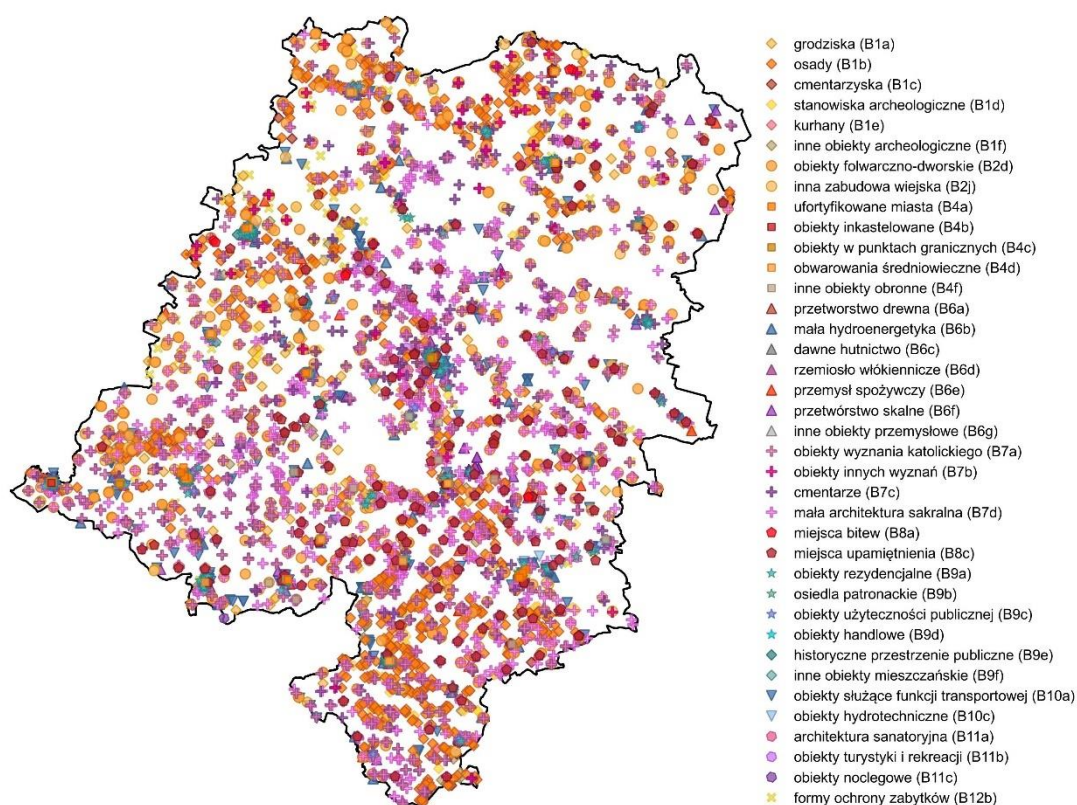 grodziska (B1a)
osady (B1b)
cmentarzyska (B1c)
stanowiska archeologiczne (B1d)
kurhany (B1e)
inne obiekty archeologiczne (B1f)
obiekty folwarczno-dworskie (B2d)
inna zabudowa wiejska (B2j)
ufortyfikowane miasta (B4a)
obiekty inkastelowane (B4b)
obiekty w punktach granicznych (B4c)
obwarowania średniowieczne (B4d)
inne obiekty obronne (B4f)
przetworstwo drewna (B6a)
mała hydroenergetyka (B6b)
dawne hutnictwo (B6c)
rzemiosło włókiennicze (B6d)
przemysł spożywczy (B6e)
przetwórstwo skalne (B6f)
inne obiekty przemysłowe (B6g)
obiekty wyznania katolickiego (B7a)
obiekty innych wyznań (B7b)
cmentarze (B7c)
mała architektura sakralna (B7d)
miejsca bitew (B8a)
miejsca upamiętnienia (B8c)
obiekty rezydencjalne (B9a)
osiedla patronackie (B9b)
obiekty użyteczności publicznej (B9c)
obiekty handlowe (B9d)
historyczne przestrzenie publiczne (B9e)
inne obiekty mieszczańskie (B9f)
obiekty służące funkcji transportowej (B10a)
obiekty hydrotechniczne (B10c)
architektura sanatoryjna (B11a)
obiekty turystyki i rekreacji (B11b)
obiekty noclegowe (B11c)
formy ochrony zabytków (B12b)